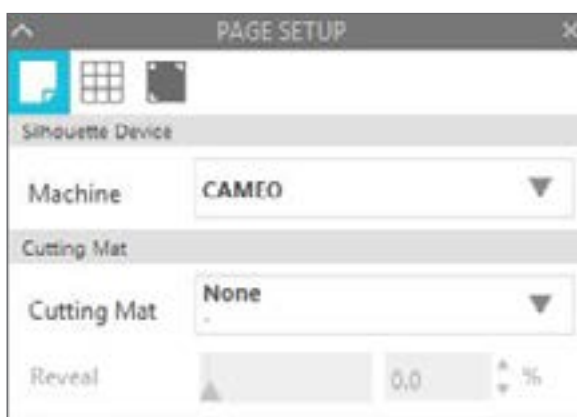 PAGE SETUP
Silhouette Device
Machine CAMEO
Cutting Mat
Cutting Mat None
Reveal 0.0 %